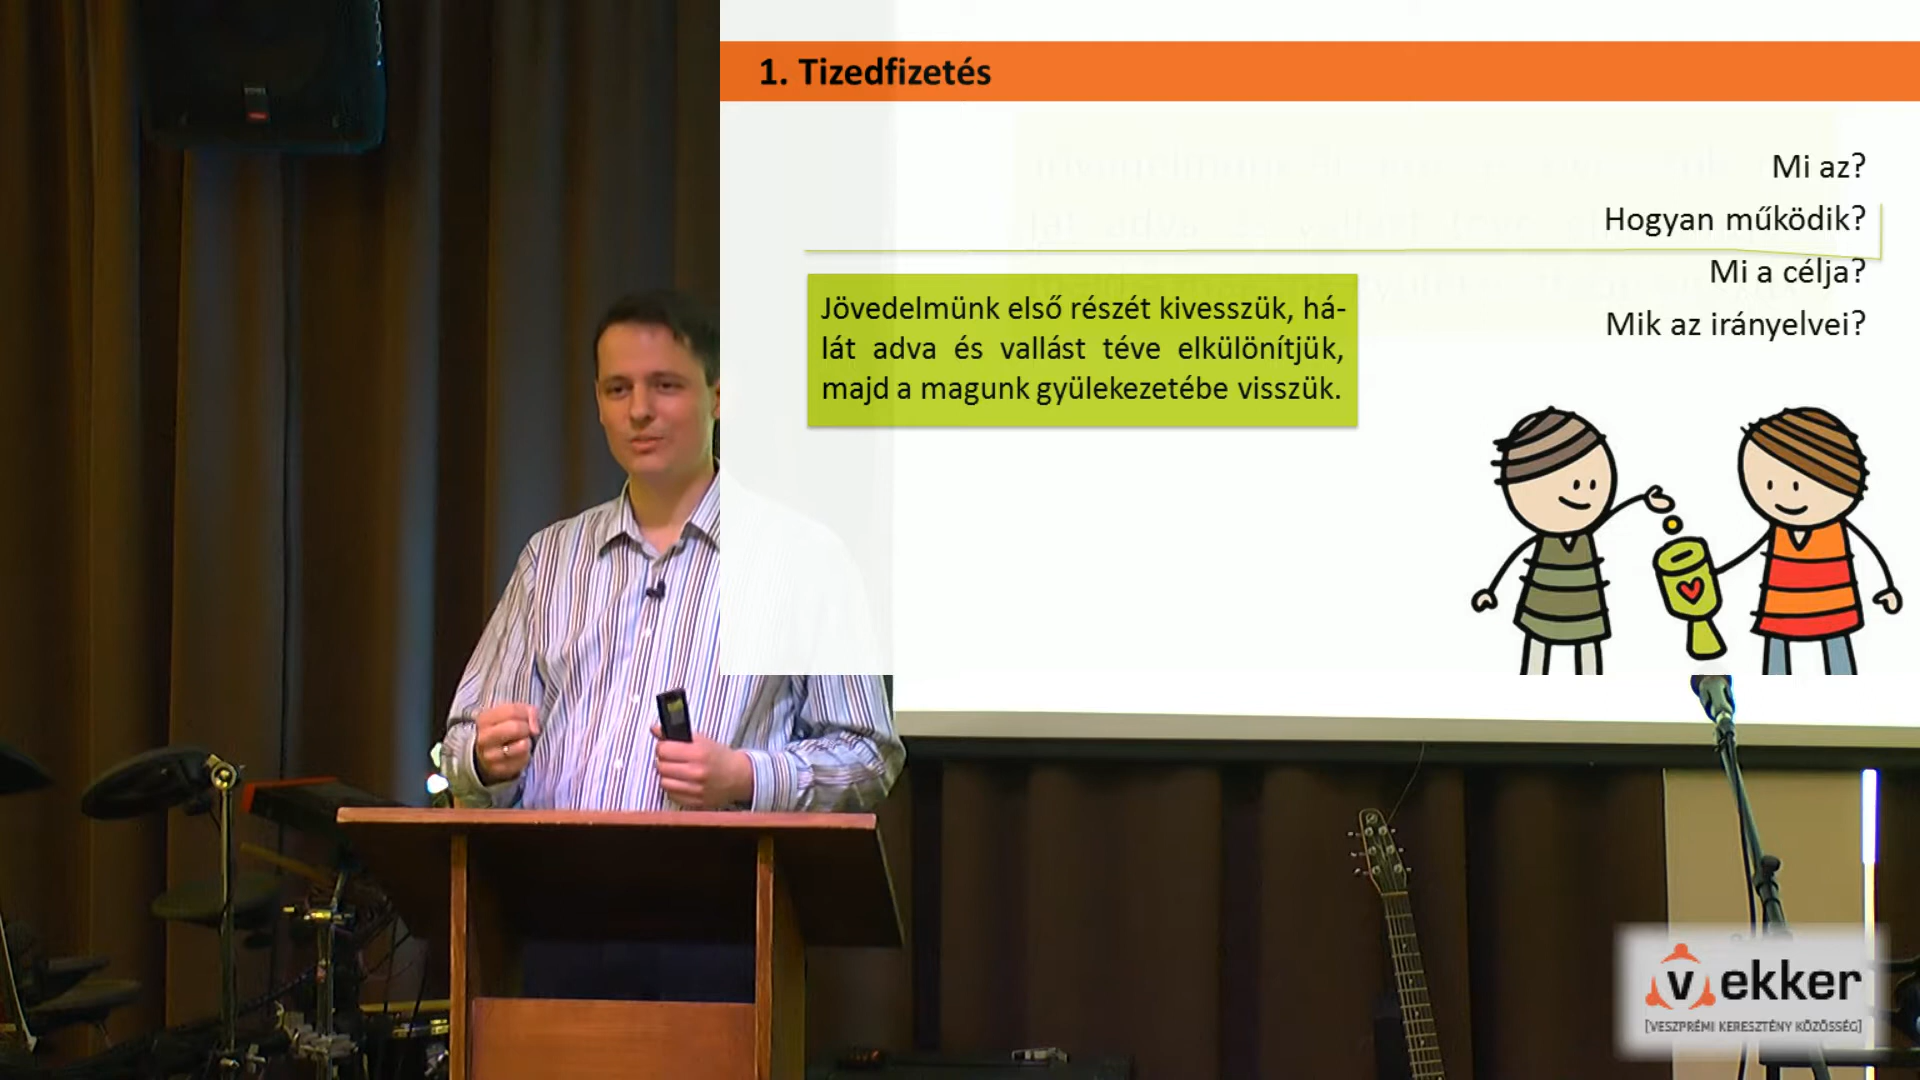 1. Tizedfizetés
Mi az?
Hogyan működik?
Mi a célja?
Mik az irányelvei?
Jövedelmünk első részét kivesszük, há-
lát adva és vallást téve elkülönítjük,
majd a magunk gyülekezetébe visszük.
vekker
[VESZPRÉMI KERESZTÉNY KÖZÖSSÉG]